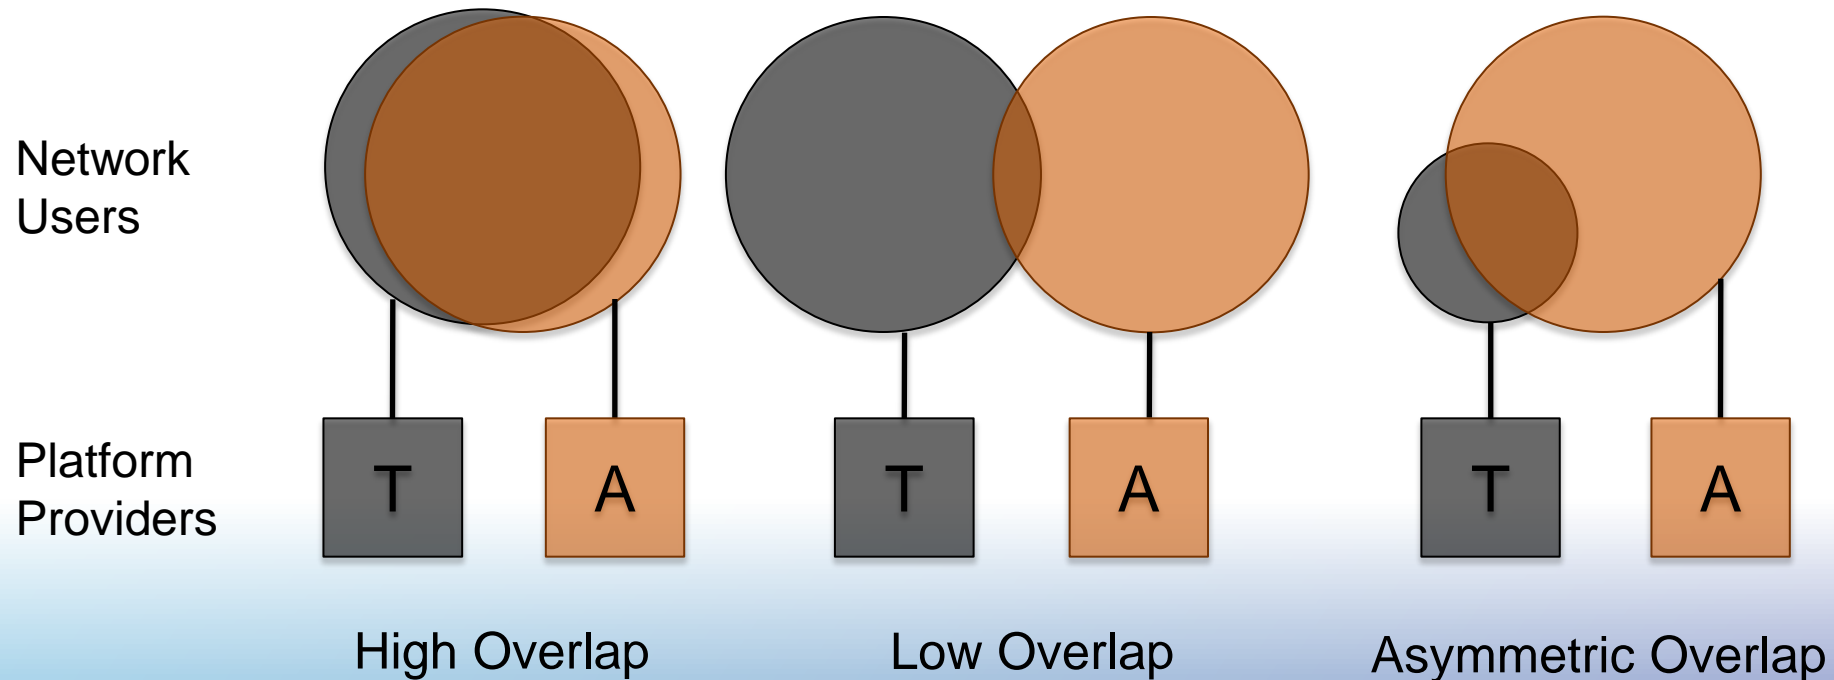 Network
Users
Platform
Providers
T
A
T
A
T
A
High Overlap
Low Overlap
Asymmetric Overlap